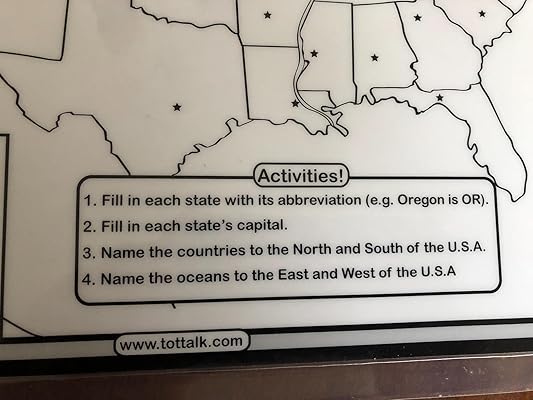 Activities!
1. Fill in each state with its abbreviation (e.g. Oregon is OR).
2. Fill in each state's capital.
3. Name the countries to the North and South of the U.S.A.
4. Name the oceans to the East and West of the U.S.A
www.tottalk.com